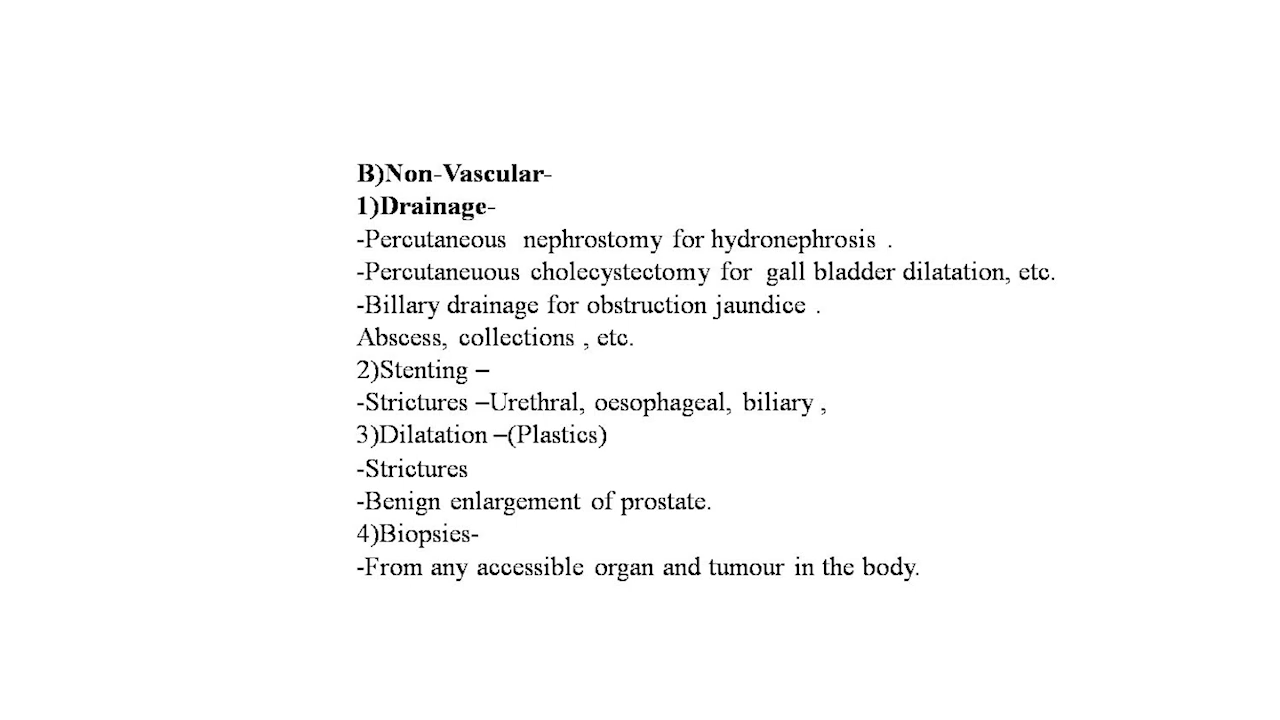 B)Non-Vascular-
1)Drainage-
-Percutaneous nephrostomy for hydronephrosis .
-Percutaneuous cholecystectomy for gall bladder dilatation, etc.
-Billary drainage for obstruction jaundice .
Abscess, collections , etc.
2)Stenting –
-Strictures –Urethral, oesophageal, biliary ,
3)Dilatation –(Plastics)
-Strictures
-Benign enlargement of prostate.
4)Biopsies-
-From any accessible organ and tumour in the body.